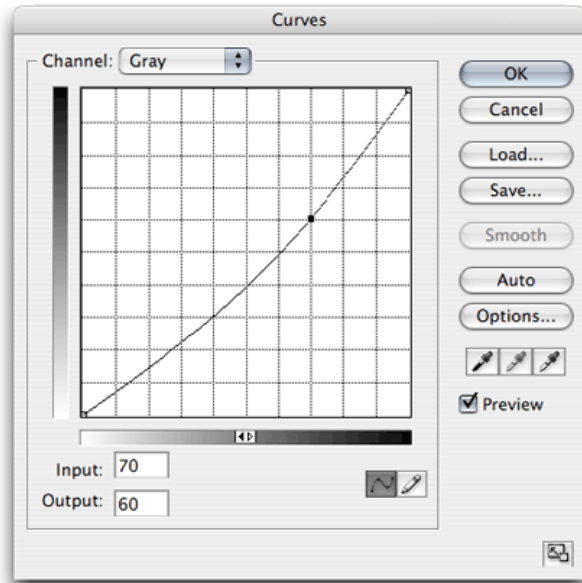 Curves
Channel: Gray
OK
Cancel
Load...
Save...
Smooth
Auto
Options...
Preview
Input: 70
Output: 60